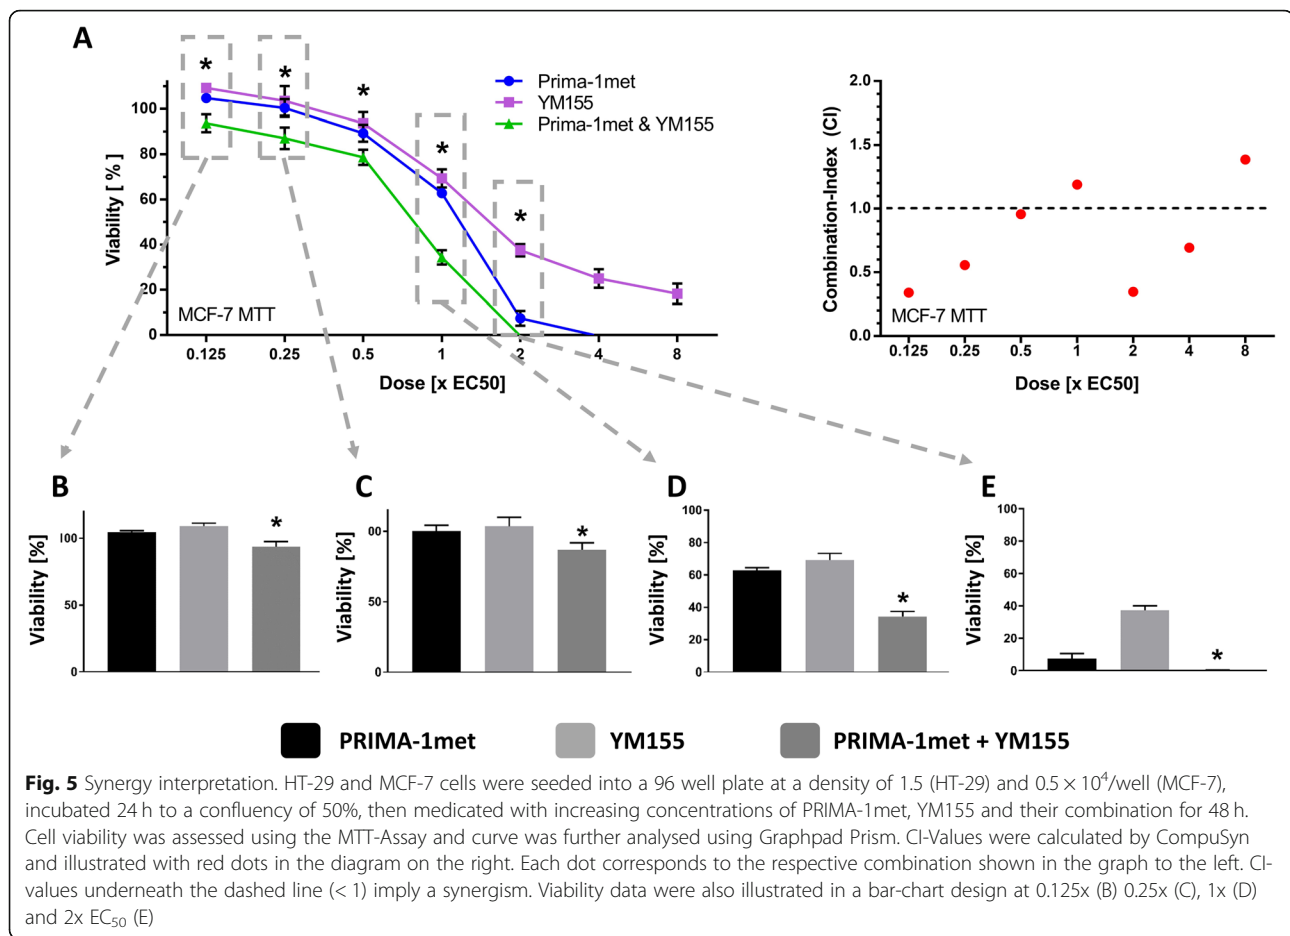 A
* * * * *
Prima-1met
YM155
Prima-1met & YM155
Viability [ % ]
100
80
60
40
20
0
MCF-7 MTT
0.125 0.25 0.5 1 2 4 8
Dose [x EC50]
Combination-Index (CI)
2.0
1.5
1.0
0.5
0.0
MCF-7 MTT
0.125 0.25 0.5 1 2 4 8
Dose [x EC50]
B
Viability [%]
100
50
0
*
C
Viability [%]
00
00
0
*
D
Viability [%]
100
80
60
40
20
0
*
E
Viability [%]
100
80
60
40
20
0
*
PRIMA-1met YM155 PRIMA-1met + YM155
Fig. 5 Synergy interpretation. HT-29 and MCF-7 cells were seeded into a 96 well plate at a density of 1.5 (HT-29) and 0.5 × 10⁴/well (MCF-7),
incubated 24 h to a confluency of 50%, then medicated with increasing concentrations of PRIMA-1met, YM155 and their combination for 48 h.
Cell viability was assessed using the MTT-Assay and curve was further analysed using Graphpad Prism. CI-Values were calculated by CompuSyn
and illustrated with red dots in the diagram on the right. Each dot corresponds to the respective combination shown in the graph to the left. CI-
values underneath the dashed line (< 1) imply a synergism. Viability data were also illustrated in a bar-chart design at 0.125x (B) 0.25x (C), 1x (D)
and 2x EC₅₀ (E)